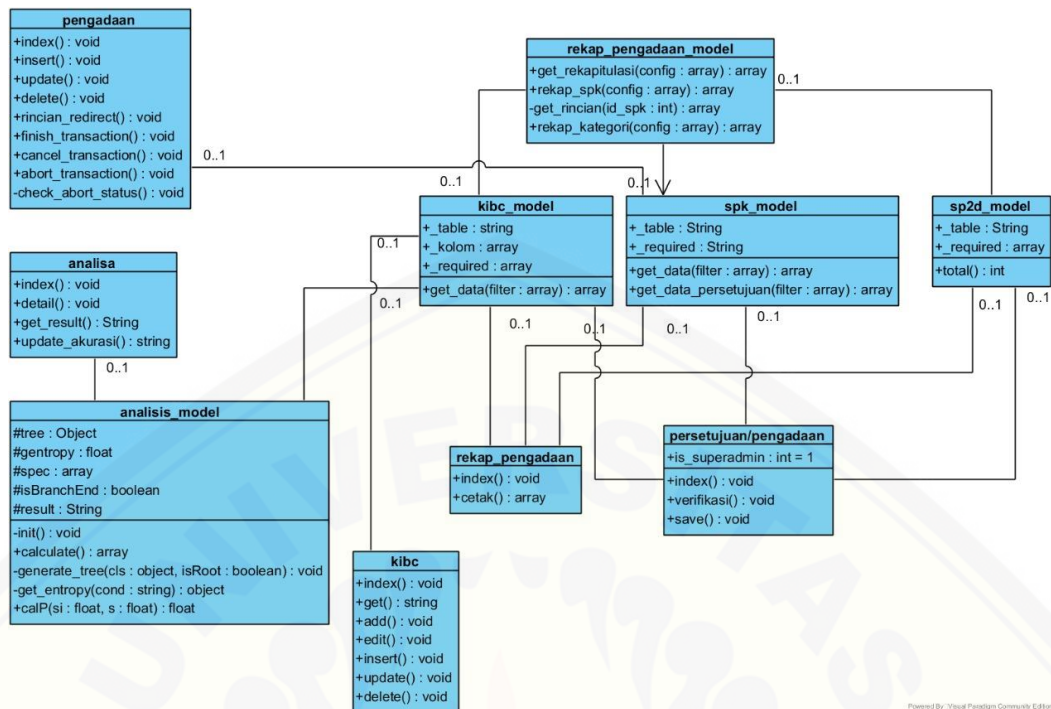 pengadaan
+index() : void
+insert() : void
+update() : void
+delete() : void
+rincian_redirect() : void
+finish_transaction() : void
+cancel_transaction() : void
+abort_transaction() : void
-check_abort_status() : void
0..1
rekap_pengadaan_model
+get_rekapitulasi(config : array) : array
+rekap_spk(config : array) : array
-get_rincian(id_spk : int) : array
+rekap_kategori(config : array) : array
0..1
0..1
0..1
0..1
kibc_model
+_table : string
+_kolom : array
+_required : array
+get_data(filter : array) : array
spk_model
+_table : String
+_required : String
+get_data(filter : array) : array
+get_data_persetujuan(filter : array) : array
sp2d_model
+_table : String
+_required : array
+total() : int
0..1
0..1
0..1
0..1
0..1
0..1
0..1
0..1
analisa
+index() : void
+detail() : void
+get_result() : String
+update_akurasi() : string
0..1
analisis_model
#tree : Object
#gentropy : float
#spec : array
#isBranchEnd : boolean
#result : String
-init() : void
+calculate() : array
-generate_tree(cls : object, isRoot : boolean) : void
-get_entropy(cond : string) : object
+calP(si : float, s : float) : float
rekap_pengadaan
+index() : void
+cetak() : array
persetujuan/pengadaan
+is_superadmin : int = 1
+index() : void
+verifikasi() : void
+save() : void
kibc
+index() : void
+get() : string
+add() : void
+edit() : void
+insert() : void
+update() : void
+delete() : void
UNIVERSITAS
Powered By Visual Paradigm Community Edition